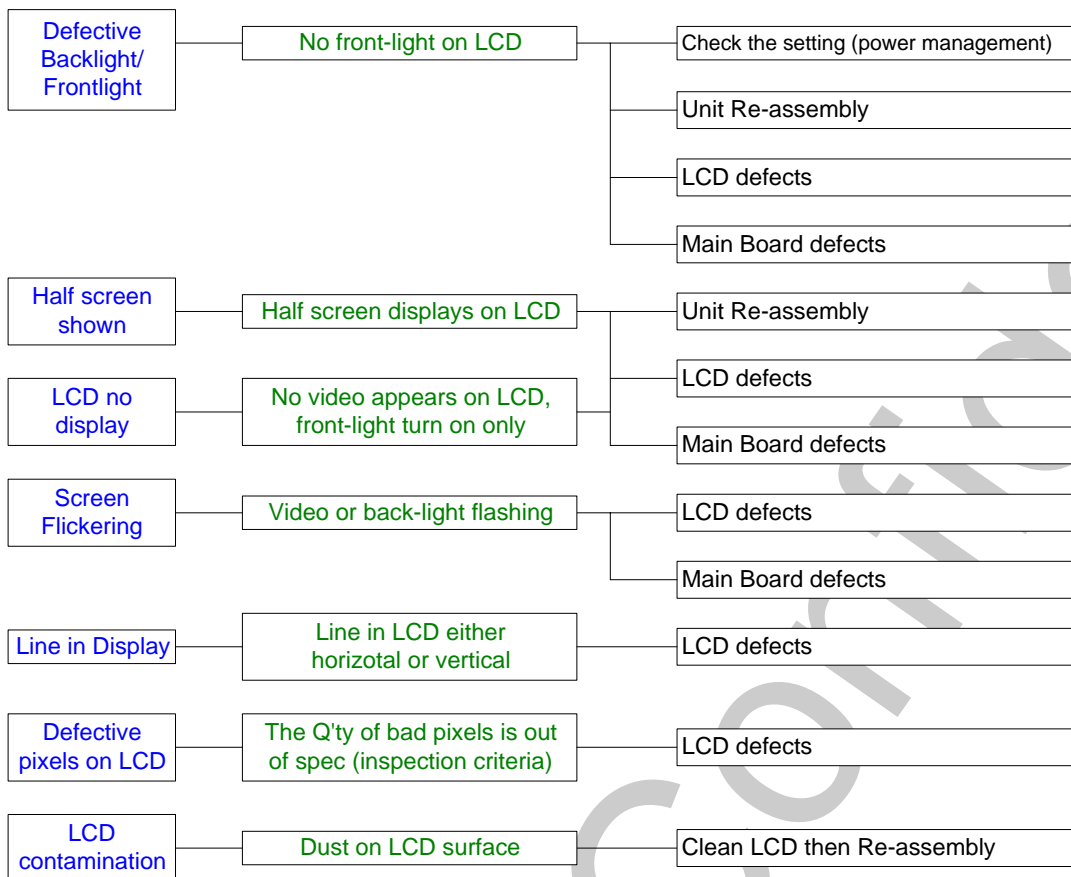 Defective
Backlight/
Frontlight
No front-light on LCD
Check the setting (power management)
Unit Re-assembly
LCD defects
Main Board defects
Half screen
shown
Half screen displays on LCD
Unit Re-assembly
LCD defects
Main Board defects
LCD no
display
No video appears on LCD,
front-light turn on only
Screen
Flickering
Video or back-light flashing
LCD defects
Main Board defects
Line in Display
Line in LCD either
horizotal or vertical
LCD defects
Defective
pixels on LCD
The Q'ty of bad pixels is out
of spec (inspection criteria)
LCD defects
LCD
contamination
Dust on LCD surface
Clean LCD then Re-assembly
Confid